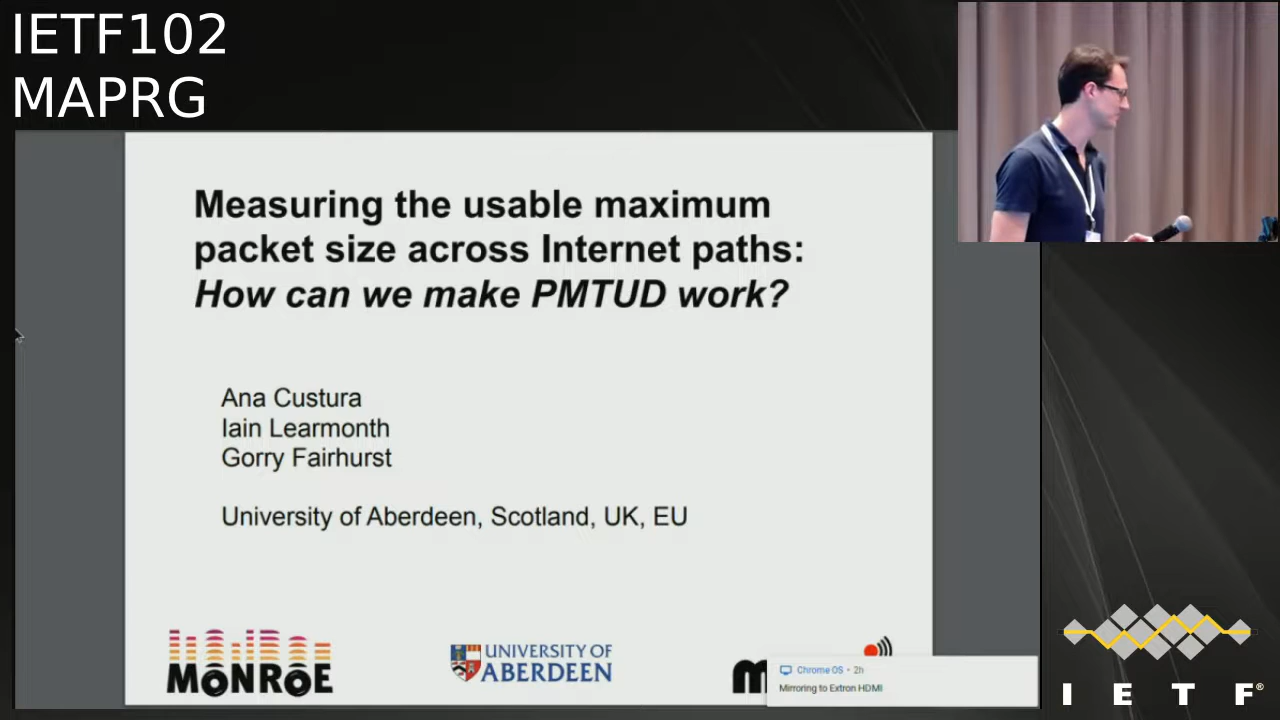 IETF102
MAPRG
Measuring the usable maximum
packet size across Internet paths:
How can we make PMTUD work?
Ana Custura
Iain Learmonth
Gorry Fairhurst
University of Aberdeen, Scotland, UK, EU
MONROE
UNIVERSITY OF
ABERDEEN
m
Chrome OS • 2h
Mirroring to Extron HDMI
I E T F®